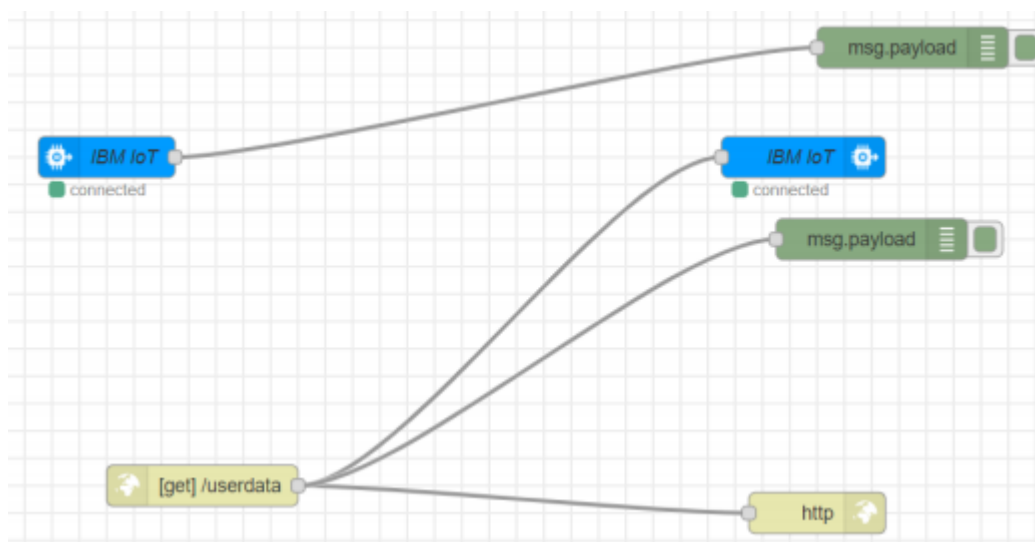 msg.payload
IBM IoT
connected
IBM IoT
connected
msg.payload
[get] /userdata
http